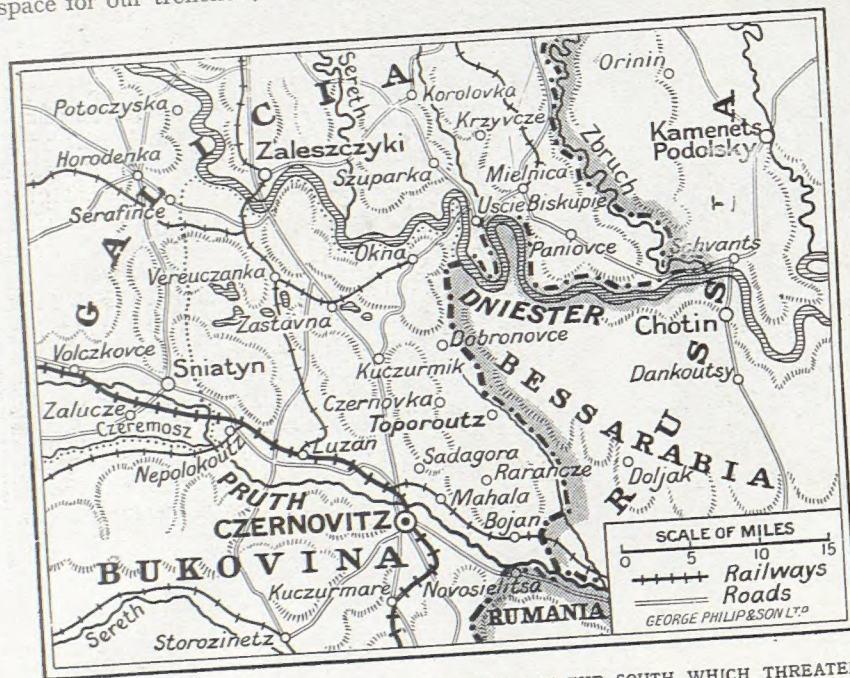 space for our
Orinin
Sereth
GALICIA
Korolovka
Potoczyska
Krzyvcze
Kamenets
Podolsky
Zbruch
Horodenka
Zaleszczyki
Szuparka
Mielnica
Serafince
Uscie Biskupie
Paniovce
Schvants
Okna
Vereuczanka
DNIESTER
Zastavna
Chotin
Dobronovce
Volczkovce
Sniatyn
Kuczurmik
BESSARABIA
Dankoutsy
RUSSIA
Zalucze
Czernovka
Toporoutz
Czeremosz
Luzan
Nepolokoutz
Sadagora
Rarancze
Doljak
PRUTH
Mahala
CZERNOVITZ
Bojan
SCALE OF MILES
0 5 10 15
Railways
Roads
GEORGE PHILIP & SON LTD
BUKOVINA
Kuczurmare
Novosielitsa
RUMANIA
Sereth
Storozinetz
SOUTH WHICH